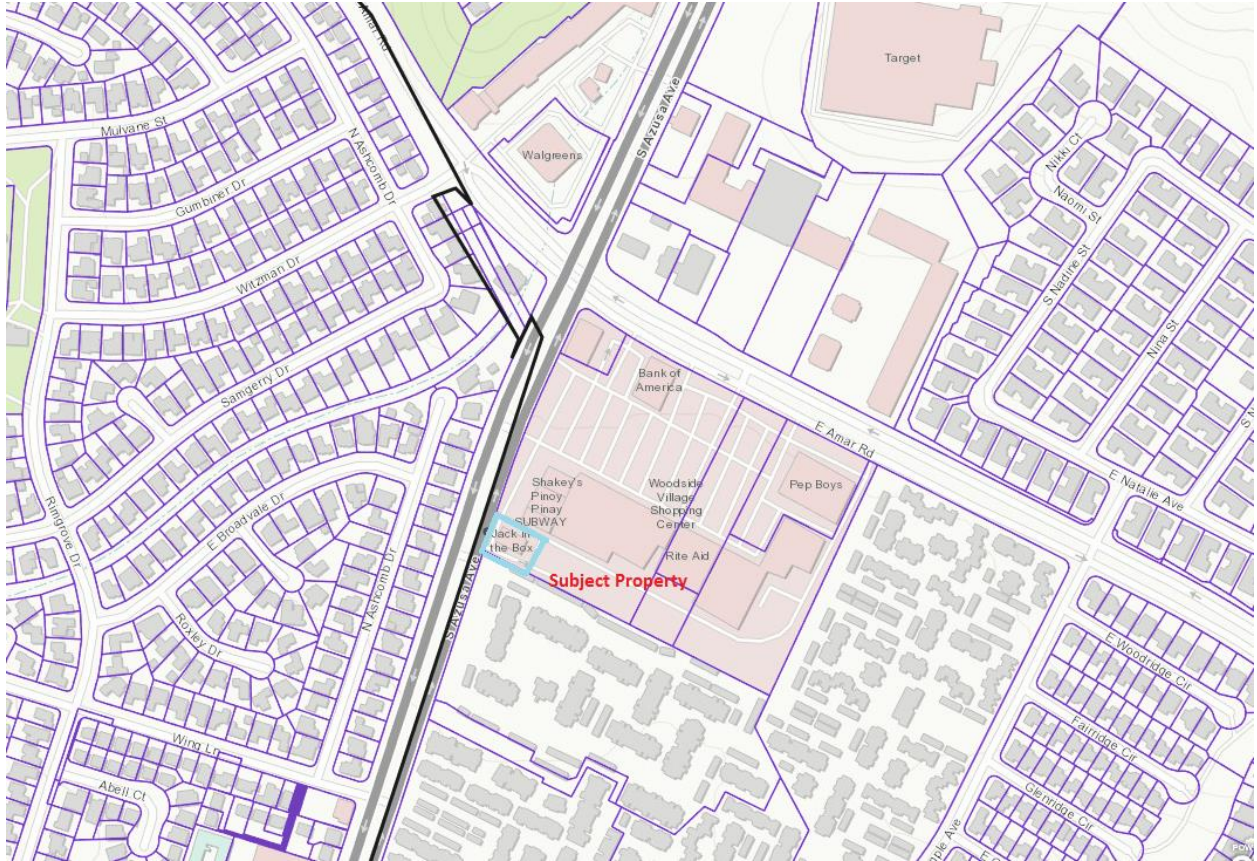 Amar Rd
Target
S Azusa Ave
Mulvane St
N Ashcomb Dr
Walgreens
Nikki Ct
Naomi St
Gumbiner Dr
S Nadine St
Witzman Dr
Nina St
Bank of
America
Samgerry Dr
E Amar Rd
Shakey's
Pinoy
Pinay
SUBWAY
Woodside
Village
Shopping
Center
Pep Boys
E Natalie Ave
Rimgrove Dr
E Broadvale Dr
Jack in
the Box
Rite Aid
Subject Property
N Ashcomb Dr
S Azusa Ave
Roxley Dr
E Woodridge Cir
Fairridge Cir
Wing Ln
Abell Ct
Glenridge Cir